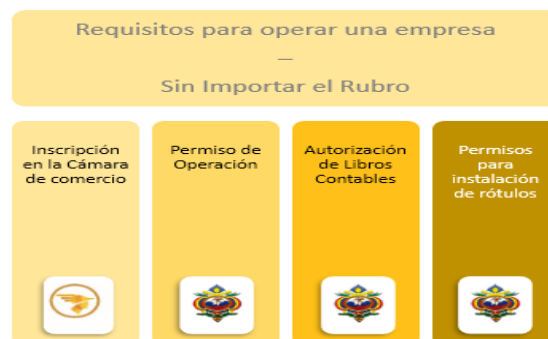 Requisitos para operar una empresa
–
Sin Importar el Rubro
Inscripción
en la Cámara
de comercio
Permiso de
Operación
Autorización
de Libros
Contables
Permisos
para
instalación
de rótulos